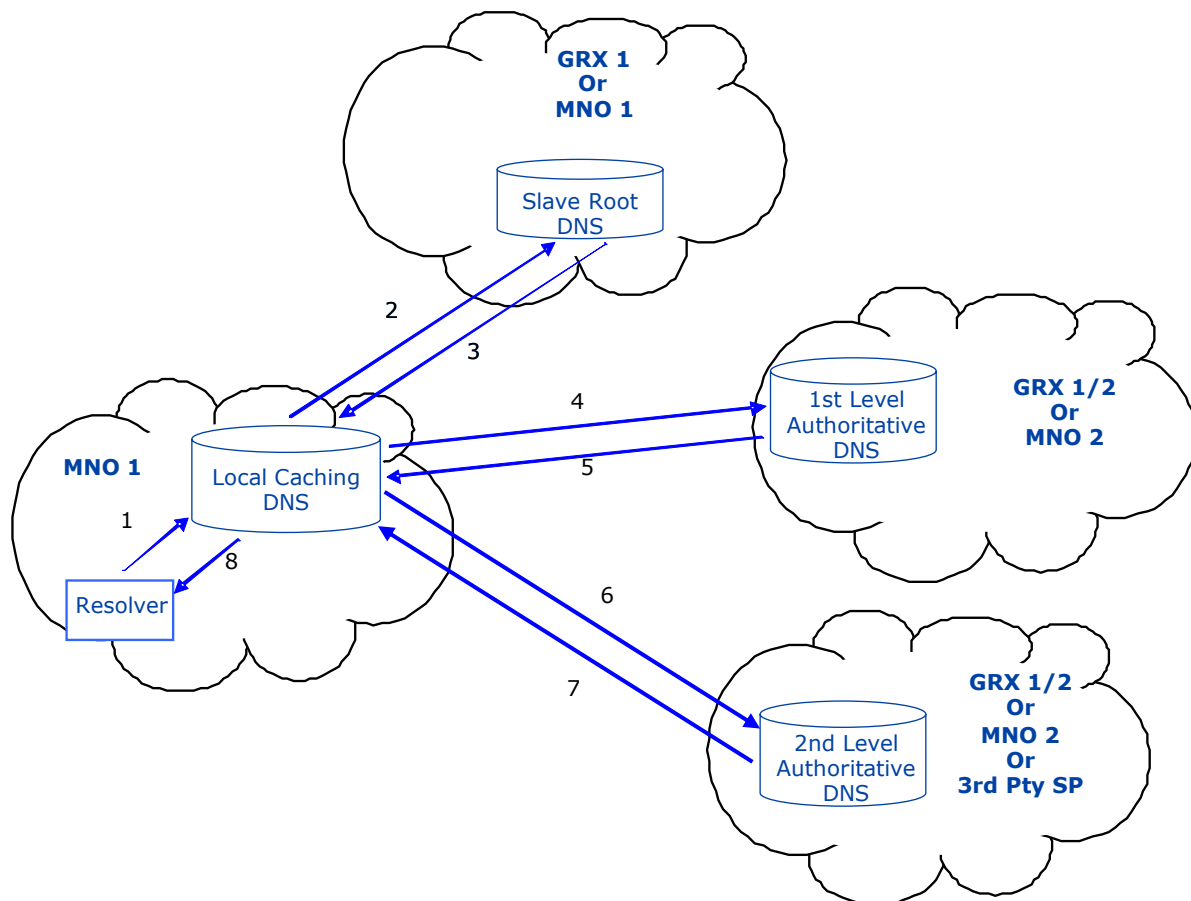 GRX 1
Or
MNO 1
Slave Root
DNS
2
3
MNO 1
Local Caching
DNS
1
8
Resolver
4
5
1st Level
Authoritative
DNS
GRX 1/2
Or
MNO 2
6
7
2nd Level
Authoritative
DNS
GRX 1/2
Or
MNO 2
Or
3rd Pty SP